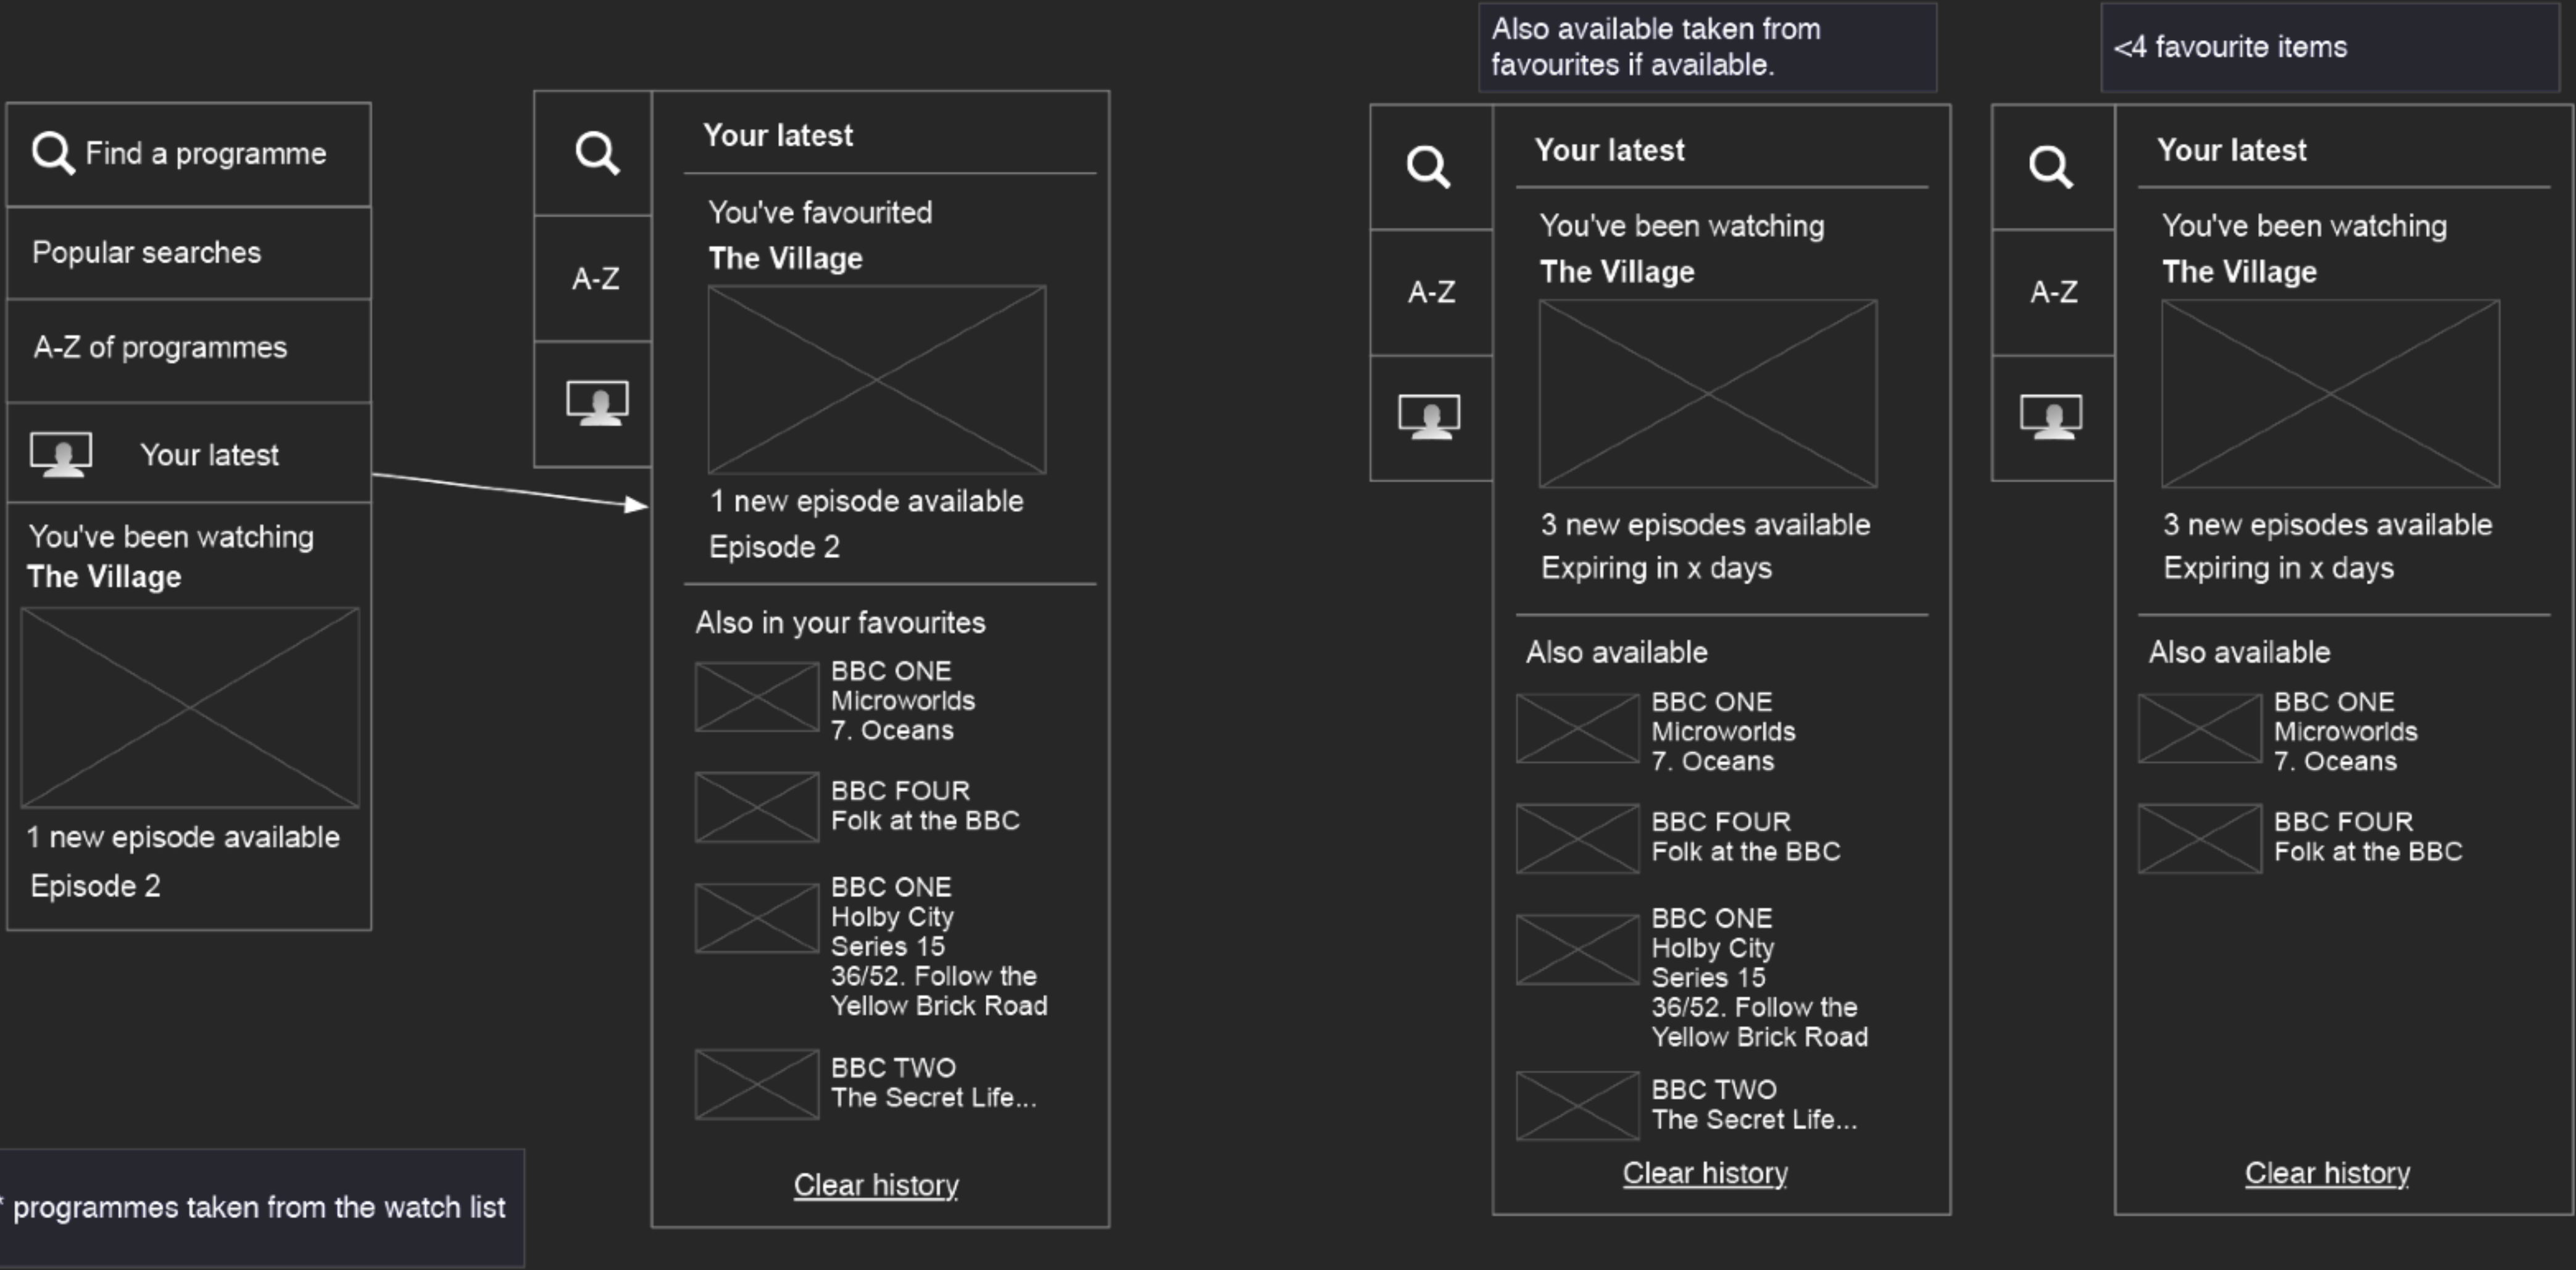 Find a programme
Popular searches
A-Z of programmes
Your latest
You've been watching
The Village
1 new episode available
Episode 2
* programmes taken from the watch list
A-Z
Your latest
You've favourited
The Village
1 new episode available
Episode 2
Also in your favourites
BBC ONE
Microworlds
7. Oceans
BBC FOUR
Folk at the BBC
BBC ONE
Holby City
Series 15
36/52. Follow the
Yellow Brick Road
BBC TWO
The Secret Life...
Clear history
Also available taken from
favourites if available.
A-Z
Your latest
You've been watching
The Village
3 new episodes available
Expiring in x days
Also available
BBC ONE
Microworlds
7. Oceans
BBC FOUR
Folk at the BBC
BBC ONE
Holby City
Series 15
36/52. Follow the
Yellow Brick Road
BBC TWO
The Secret Life...
Clear history
<4 favourite items
A-Z
Your latest
You've been watching
The Village
3 new episodes available
Expiring in x days
Also available
BBC ONE
Microworlds
7. Oceans
BBC FOUR
Folk at the BBC
Clear history